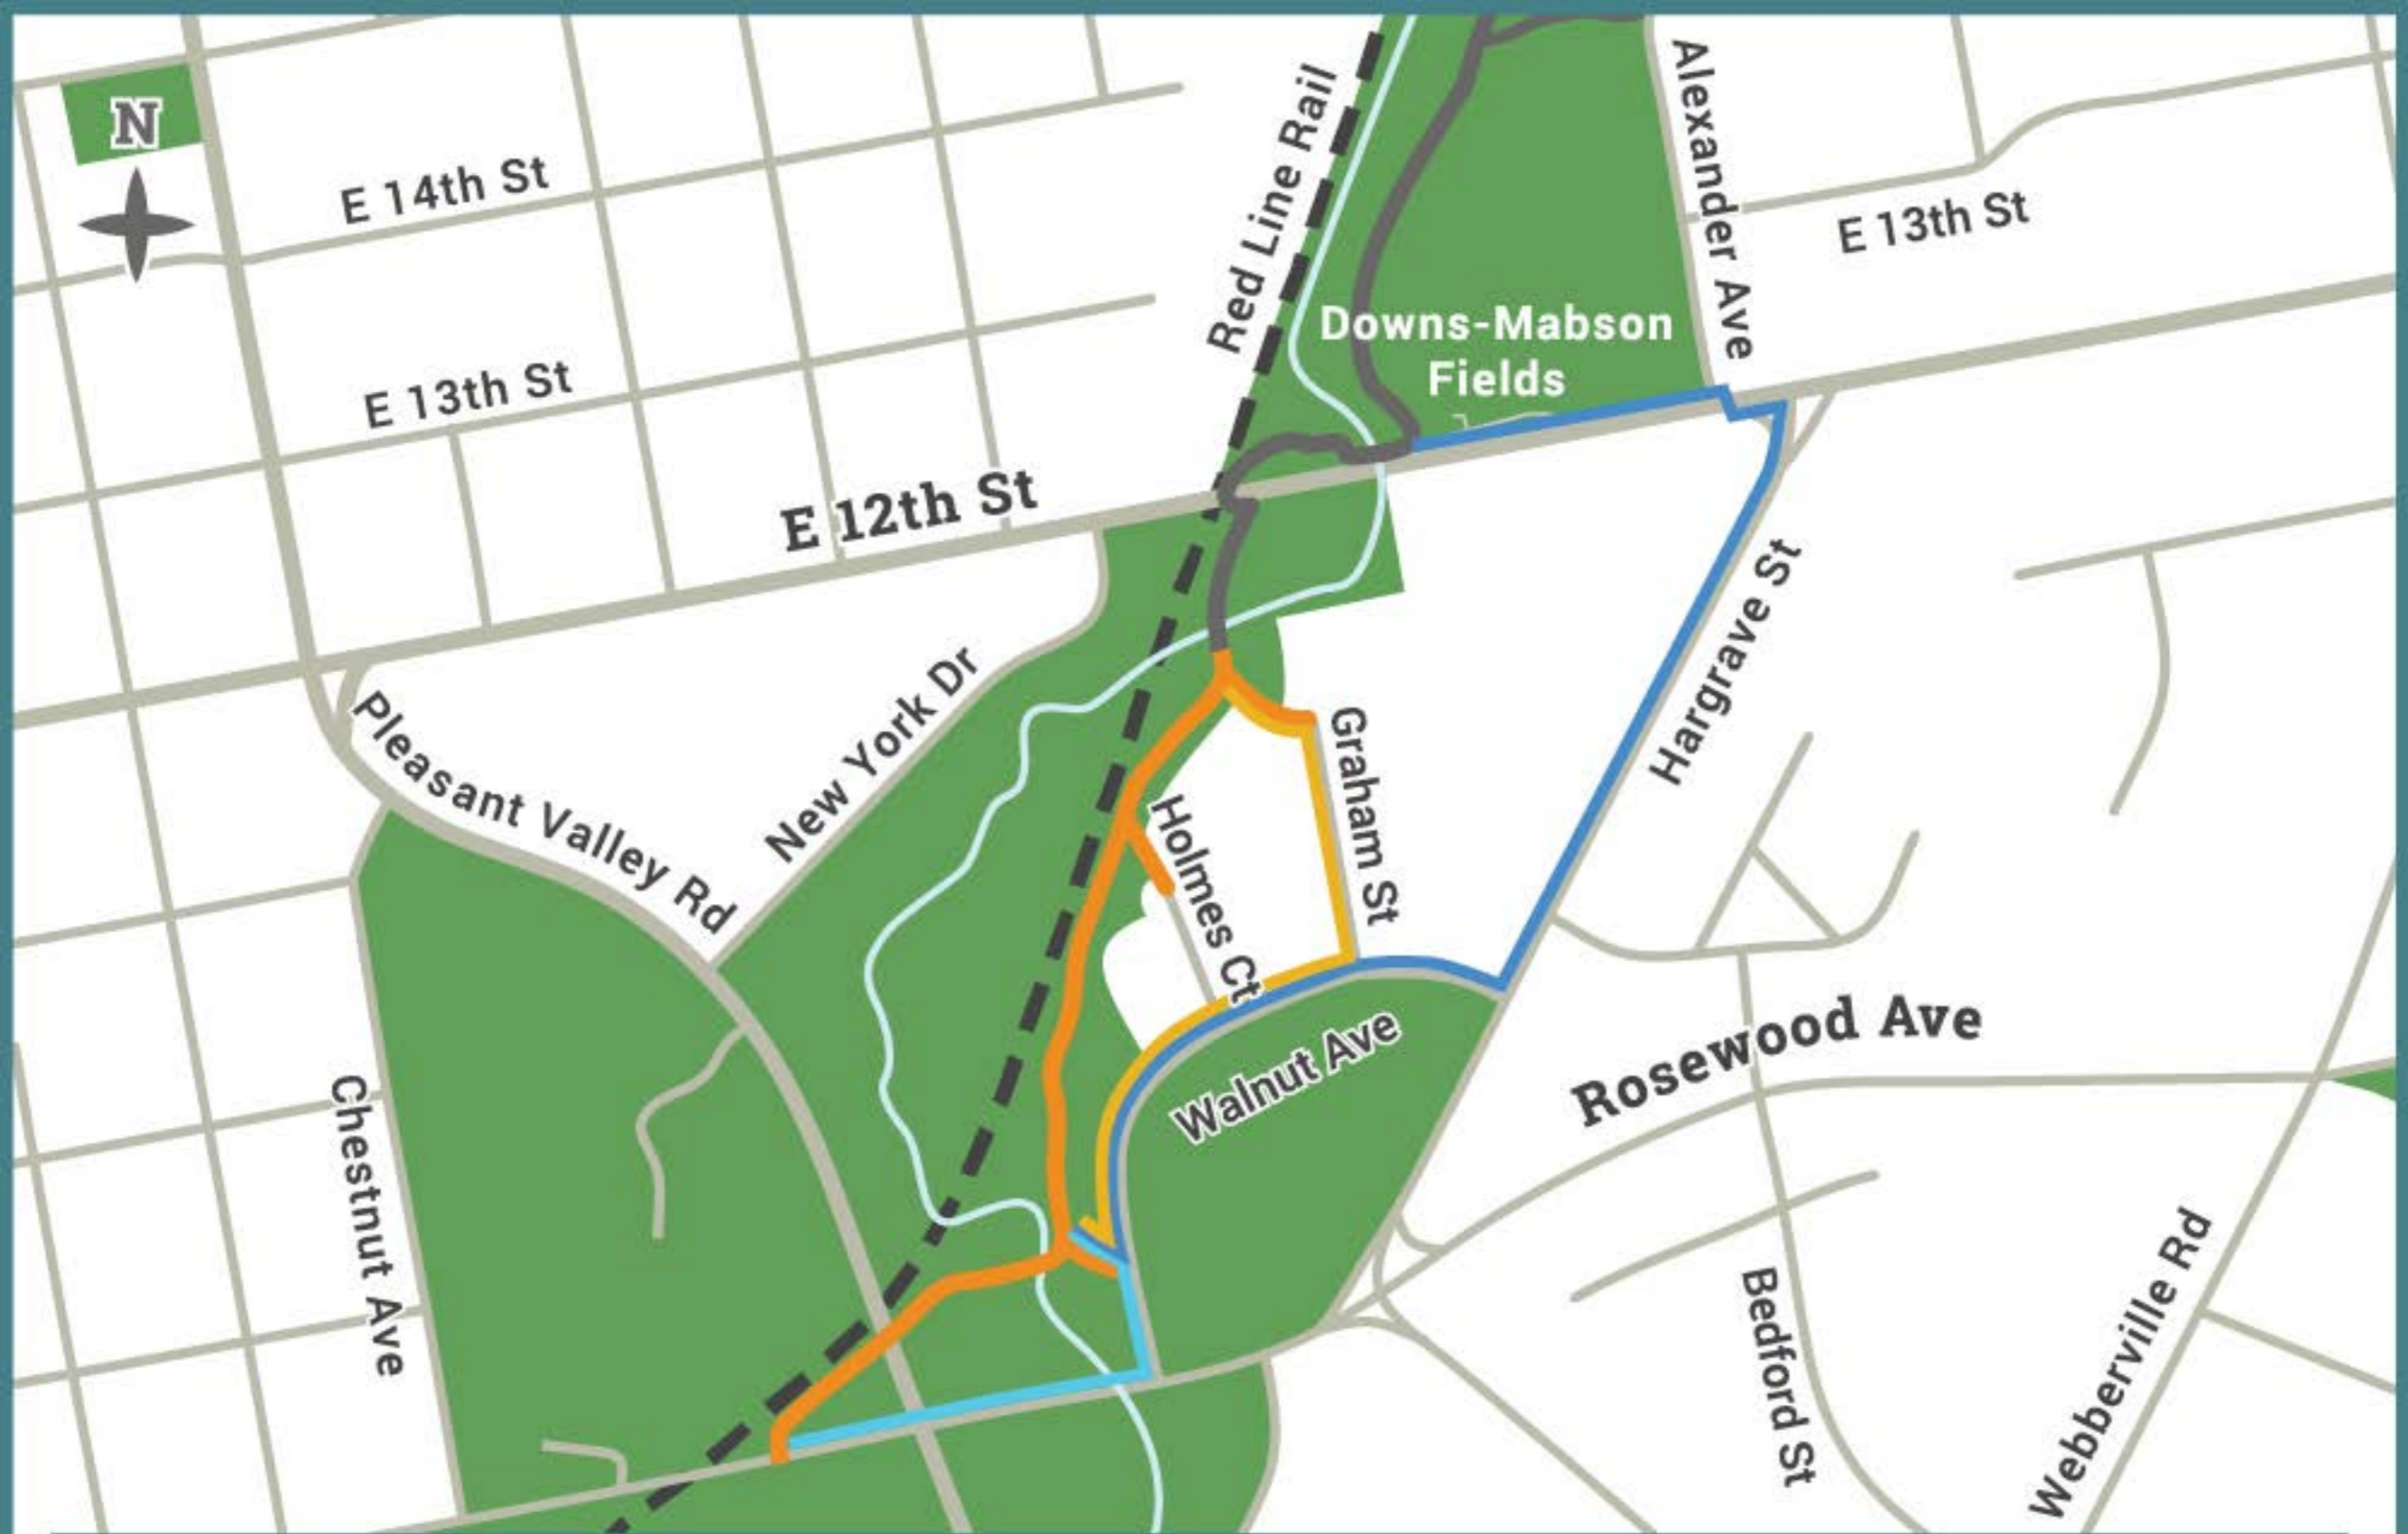 N
E 14th St
Red Line Rail
Alexander Ave
E 13th St
Downs-Mabson
Fields
E 13th St
E 12th St
Hargrave St
New York Dr
Pleasant Valley Rd
Graham St
Holmes Ct
Walnut Ave
Rosewood Ave
Chestnut Ave
Bedford St
Webberville Rd